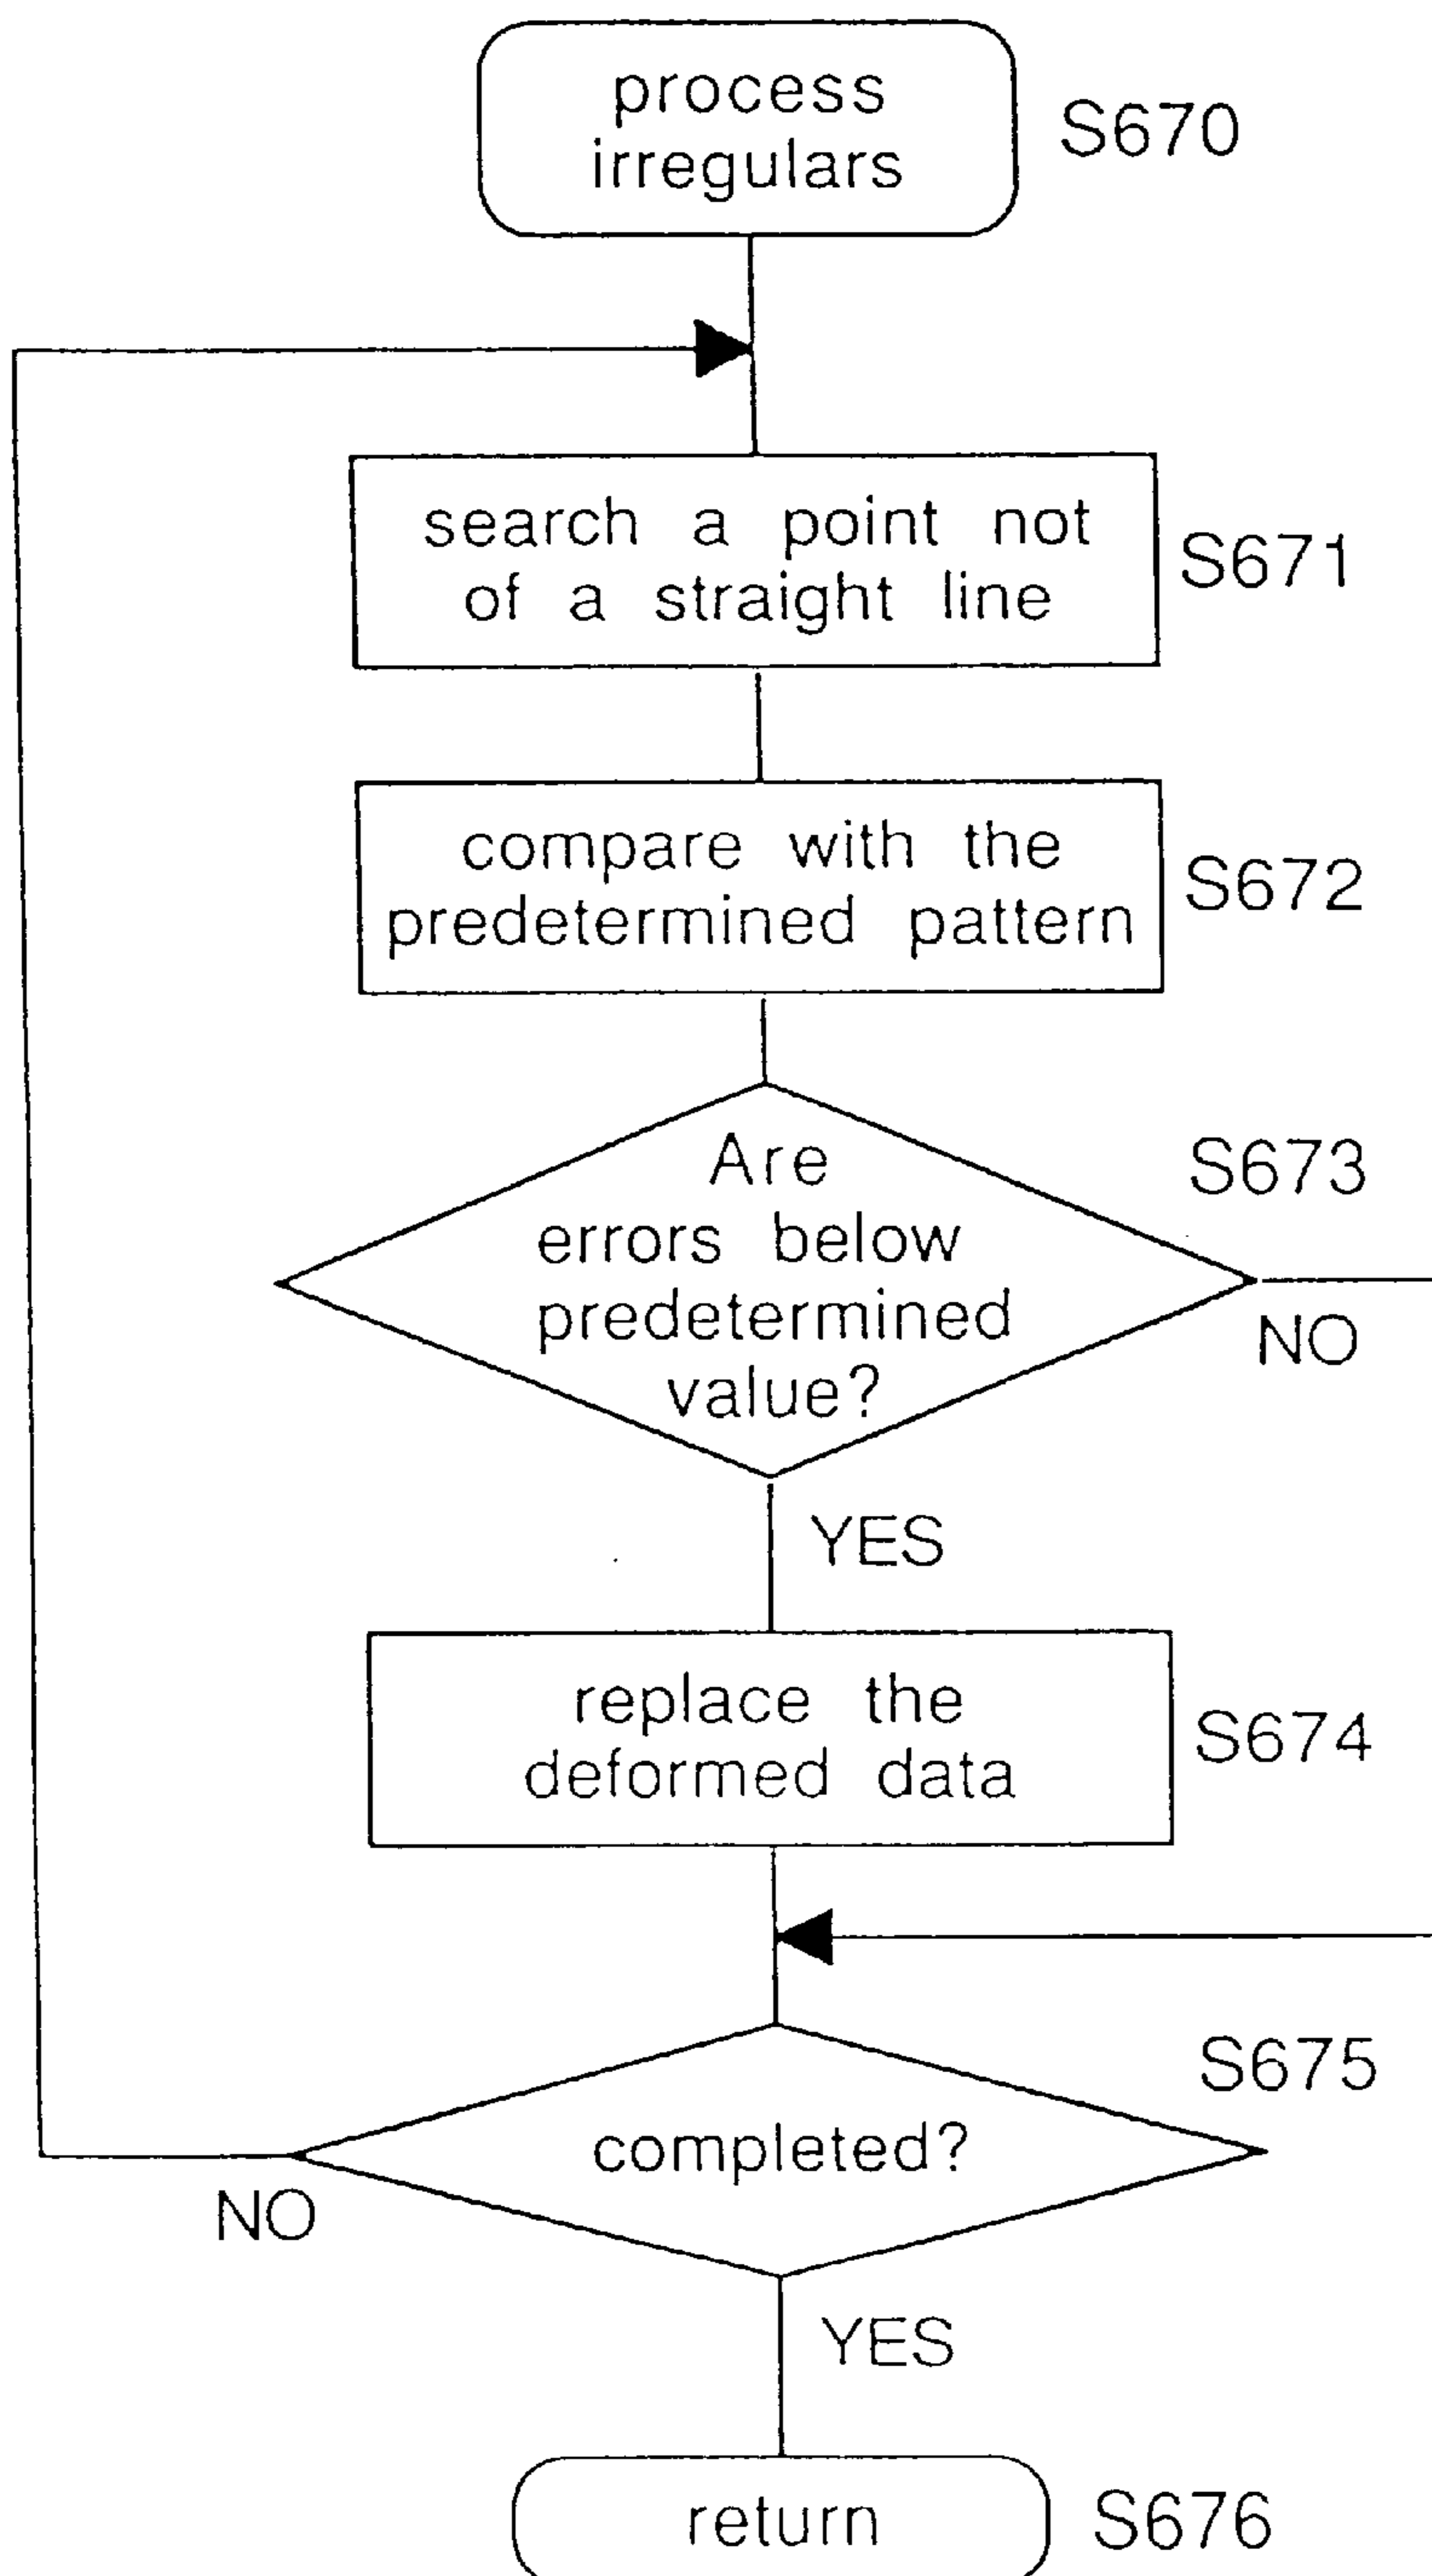 process
irregulars
S670
search a point not
of a straight line
S671
compare with the
predetermined pattern
S672
Are
errors below
predetermined
value?
S673
NO
YES
replace the
deformed data
S674
S675
completed?
NO
YES
return
S676